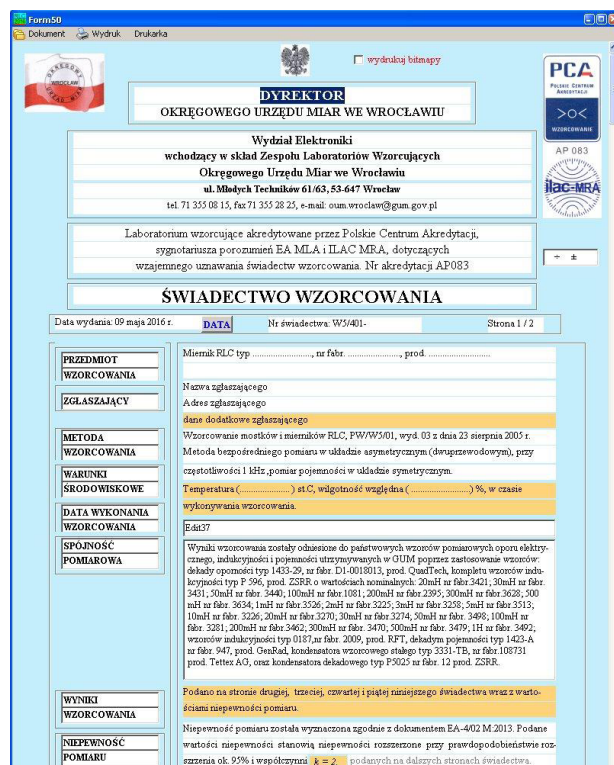 Form50
Dokument Wydruk Drukarka
wydrukuj bitmapy
OKRĘGOWY URZĄD MIAR
WROCŁAW
PCA
POLSKIE CENTRUM
AKREDYTACJI
WZORCOWANIE
AP 083
ilac-MRA
÷ ±
DYREKTOR
OKRĘGOWEGO URZĘDU MIAR WE WROCŁAWIU
Wydział Elektroniki
wchodzący w skład Zespołu Laboratoriów Wzorcujących
Okręgowego Urzędu Miar we Wrocławiu
ul. Młodych Techników 61/63, 53-647 Wrocław
tel. 71 355 08 15, fax 71 355 28 25, e-mail: oum.wroclaw@gum.gov.pl
Laboratorium wzorcujące akredytowane przez Polskie Centrum Akredytacji,
sygnotariusza porozumień EA MLA i ILAC MRA, dotyczących
wzajemnego uznawania świadectw wzorcowania. Nr akredytacji AP083
ŚWIADECTWO WZORCOWANIA
Data wydania: 09 maja 2016 r. DATA Nr świadectwa: W5/401- Strona 1 / 2
PRZEDMIOT
WZORCOWANIA
Miernik RLC typ ...................., nr fabr. ...................., prod. ....................
ZGŁASZAJĄCY
Nazwa zgłaszającego
Adres zgłaszającego
dane dodatkowe zgłaszającego
METODA
WZORCOWANIA
Wzorcowanie mostków i mierników RLC, PW/W5/01, wyd. 03 z dnia 23 sierpnia 2005 r.
Metoda bezpośredniego pomiaru w układzie asymetrycznym (dwuprzewodowym), przy
częstotliwości 1 kHz ,pomiar pojemności w układzie symetrycznym.
WARUNKI
ŚRODOWISKOWE
Temperatura (...................) st.C, wilgotność względna ( ....................) %, w czasie
wykonywania wzorcowania.
DATA WYKONANIA
WZORCOWANIA
Edit37
SPÓJNOŚĆ
POMIAROWA
Wyniki wzorcowania zostały odniesione do państwowych wzorców pomiarowych oporu elektry-
cznego, indukcyjności i pojemności utrzymywanych w GUM poprzez zastosowanie wzorców:
dekady oporności typ 1433-29, nr fabr. D1-0018013, prod. QuadTech, kompletu wzorców indu-
kcyjności typ P 596, prod. ZSRR o wartościach nominalnych: 20mH nr fabr.3421; 30mH nr fabr.
3431; 50mH nr fabr. 3440; 100mH nr fabr.1081; 200mH nr fabr.2395; 300mH nr fabr.3628; 500
mH nr fabr. 3634; 1mH nr fabr.3526; 2mH nr fabr.3225; 3mH nr fabr.3258; 5mH nr fabr.3513;
10mH nr fabr. 3226; 20mH nr fabr.3270; 30mH nr fabr.3274; 50mH nr fabr. 3498; 100mH nr
fabr. 3281; 200mH nr fabr.3462; 300mH nr fabr. 3470; 500mH nr fabr. 3479; 1H nr fabr. 3492;
wzorców indukcyjności typ 0187,nr fabr. 2009, prod. RFT, dekadym pojemności typ 1423-A
nr fabr. 947, prod. GenRad, kondensatora wzorcowego stałego typ 3331-TB, nr fabr.108731
prod. Tettex AG, oraz kondensatora dekadowego typ P5025 nr fabr. 12 prod. ZSRR.
WYNIKI
WZORCOWANIA
Podano na stronie drugiej, trzeciej, czwartej i piątej niniejszego świadectwa wraz z warto-
ściami niepewności pomiaru.
NIEPEWNOŚĆ
POMIARU
Niepewność pomiaru została wyznaczona zgodnie z dokumentem EA-4/02 M:2013. Podane
wartości niepewności stanowią niepewności rozszerzone przy prawdopodobieństwie roz-
szrzenia ok. 95% i współczynni k = 2, podanych na dalszych stronach świadectwa.